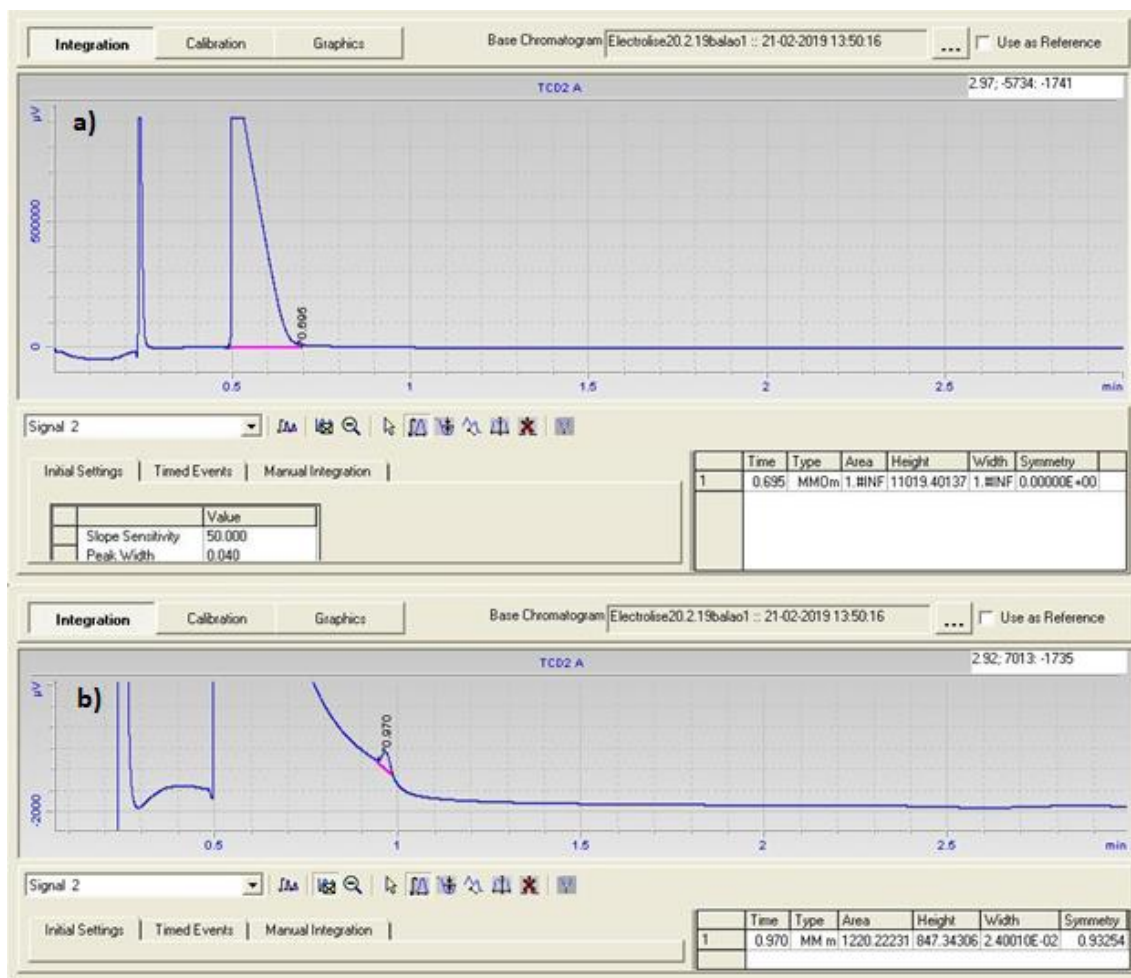 Integration Calibration Graphics Base Chromatogram Electrolise20.2.19balao1 :: 21-02-2019 13:50:16 ... Use as Reference
TCD2 A 2.97; -5734: -1741
µV
a)
5000000
0
0.695
0.5 1 1.5 2 2.5 min
Signal 2
Initial Settings Timed Events Manual Integration
Value
Slope Sensitivity 50.000
Peak Width 0.040
Time Type Area Height Width Symmetry
1 0.695 MM0m 1.#INF 11019.40137 1.#INF 0.00000E+00
Integration Calibration Graphics Base Chromatogram Electrolise20.2.19balao1 :: 21-02-2019 13:50:16 ... Use as Reference
TCD2 A 2.92; 7013: -1735
µV
b)
-2000
0.970
0.5 1 1.5 2 2.5 min
Signal 2
Initial Settings Timed Events Manual Integration
Time Type Area Height Width Symmetry
1 0.970 MM m 1220.22231 847.34306 2.40010E-02 0.93254